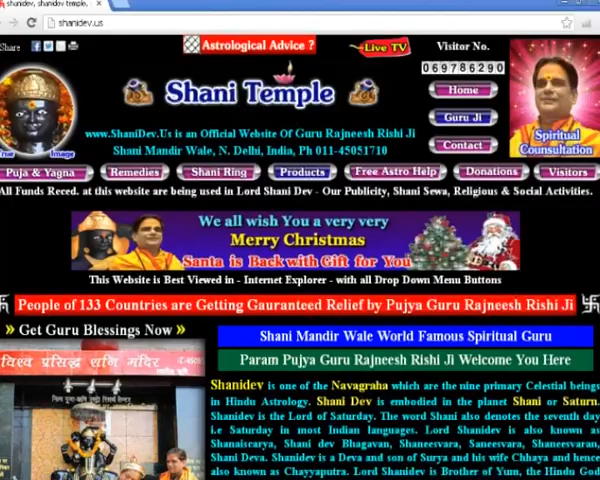 shanidev, shanidev temple,
shanidev.us
Share
Astrological Advice ?
Live TV
Visitor No.
069786290
Shani Temple
Home
Guru Ji
Contact
Spiritual
Counsultation
True Image
www.ShaniDev.Us is an Official Website Of Guru Rajneesh Rishi Ji
Shani Mandir Wale, N. Delhi, India, Ph 011-45051710
Puja & Yagna
Remedies
Shani Ring
Products
Free Astro Help
Donations
Visitors
All Funds Reced. at this website are being used in Lord Shani Dev - Our Publicity, Shani Sewa, Religious & Social Activities.
We all wish You a very very
Merry Christmas
Santa is Back with Gift for You
This Website is Best Viewed in - Internet Explorer - with all Drop Down Menu Buttons
People of 133 Countries are Getting Gauranteed Relief by Pujya Guru Rajneesh Rishi Ji
» Get Guru Blessings Now »
Shani Mandir Wale World Famous Spiritual Guru
Param Pujya Guru Rajneesh Rishi Ji Welcome You Here
विश्व प्रसिद्ध शनि मंदिर
Shanidev is one of the Navagraha which are the nine primary Celestial beings
in Hindu Astrology. Shani Dev is embodied in the planet Shani or Saturn.
Shanidev is the Lord of Saturday. The word Shani also denotes the seventh day
i.e Saturday in most Indian languages. Lord Shanidev is also known as
Shanaiscarya, Shani dev Bhagavan, Shaneesvara, Saneesvara, Shaneesvaran,
Shani Deva. Shanidev is a Deva and son of Surya and his wife Chhaya and hence
also known as Chayyaputra. Lord Shanidev is Brother of Yum, the Hindu God